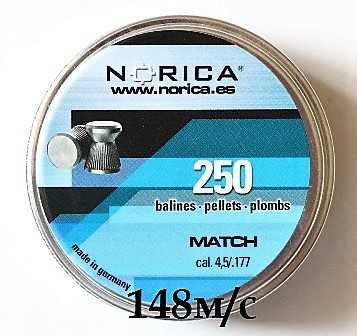 NORICA®
www.norica.es
250
balines · pellets · plombs
MATCH
cal. 4,5/.177
made in germany
148м/с